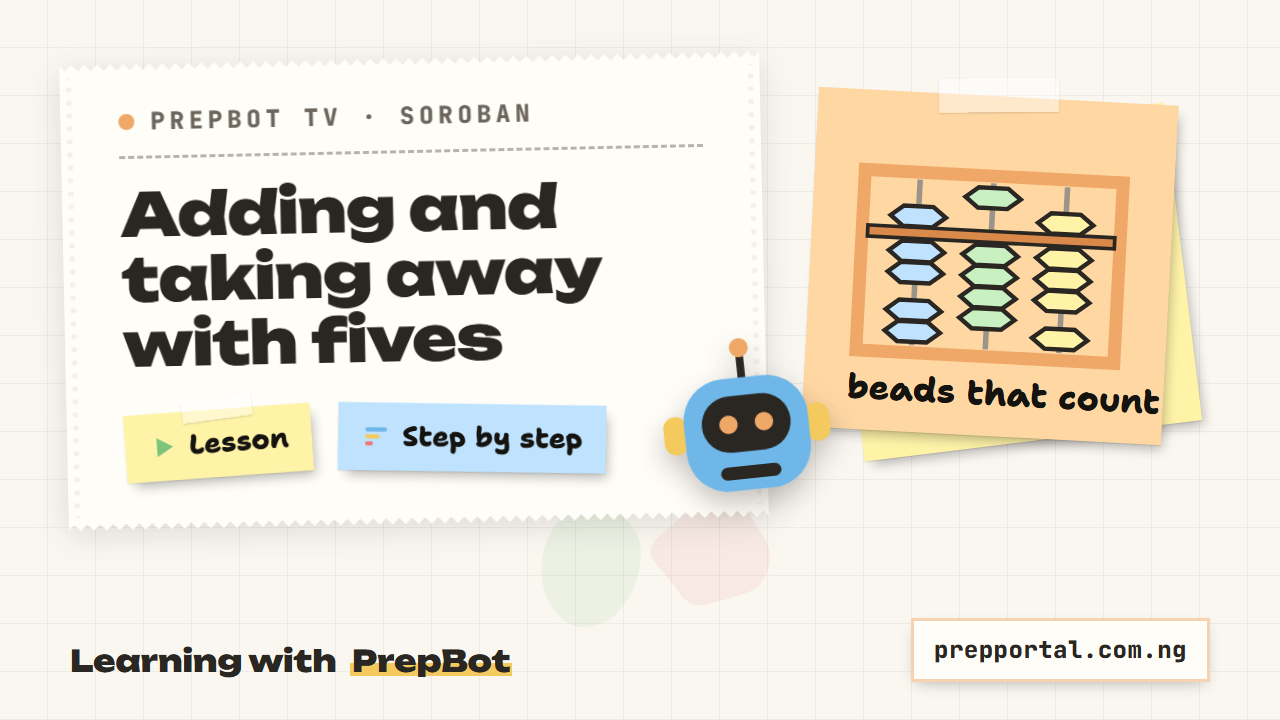 PREPBOT TV · SOROBAN
Adding and
taking away
with fives
Lesson
Step by step
beads that count
Learning with PrepBot
prepportal.com.ng